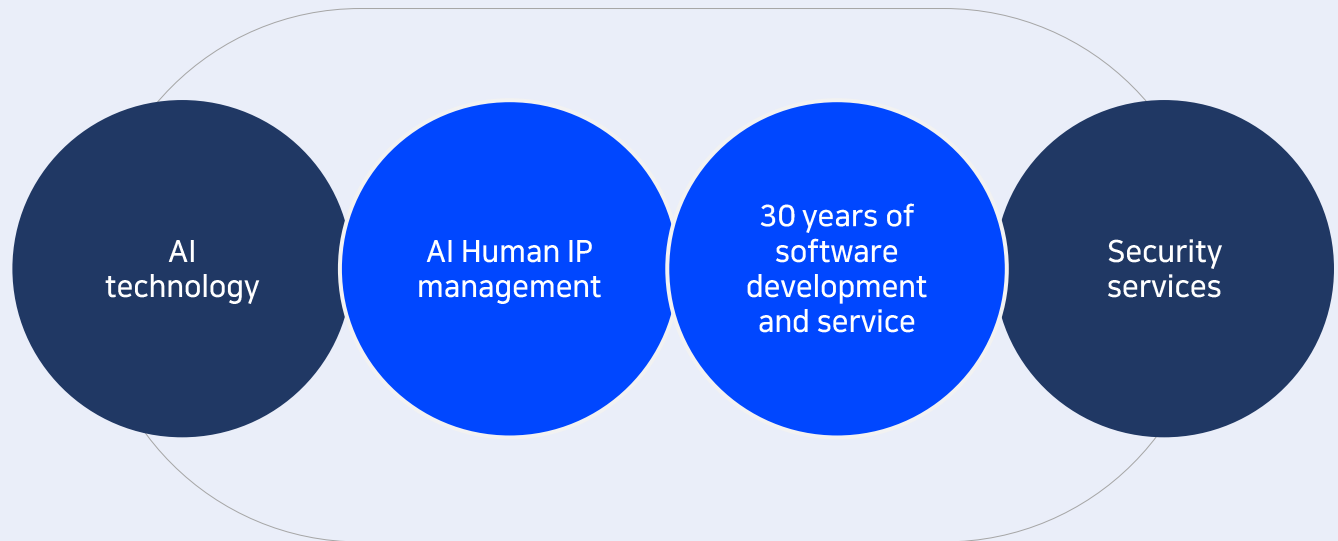 AI
technology
AI Human IP
management
30 years of
software
development
and service
Security
services